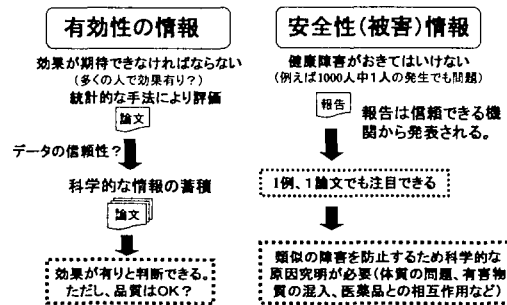 有効性の情報
効果が期待できなければならない
(多くの人で効果有り?)
統計的な手法により評価
論文
データの信頼性?
科学的な情報の蓄積
論文
効果が有りと判断できる。
ただし、品質はOK?
安全性(被害)情報
健康障害がおきてはいけない
(例えば1000人中1人の発生でも問題)
報告
報告は信頼できる機
関から発表される。
1例、1論文でも注目できる
類似の障害を防止するため科学的な
原因究明が必要(体質の問題、有害物
質の混入、医薬品との相互作用など)